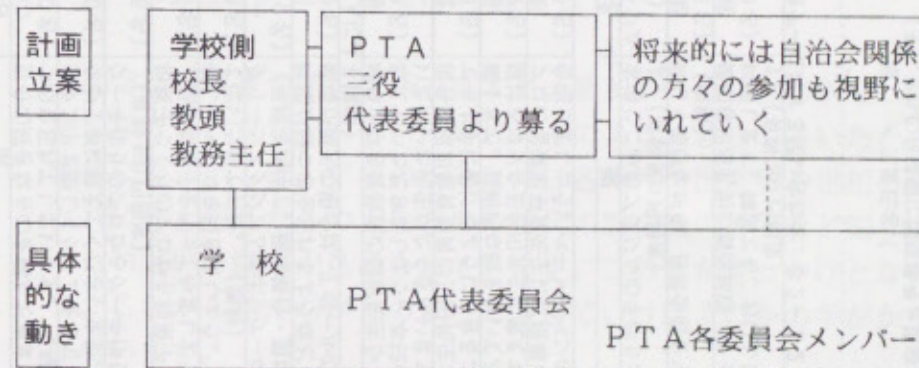 計画
立案
学校側
校長
教頭
教務主任
ＰＴＡ
三役
代表委員より募る
将来的には自治会関係
の方々の参加も視野に
いれていく
具体
的な
動き
学　校
ＰＴＡ代表委員会
ＰＴＡ各委員会メンバー